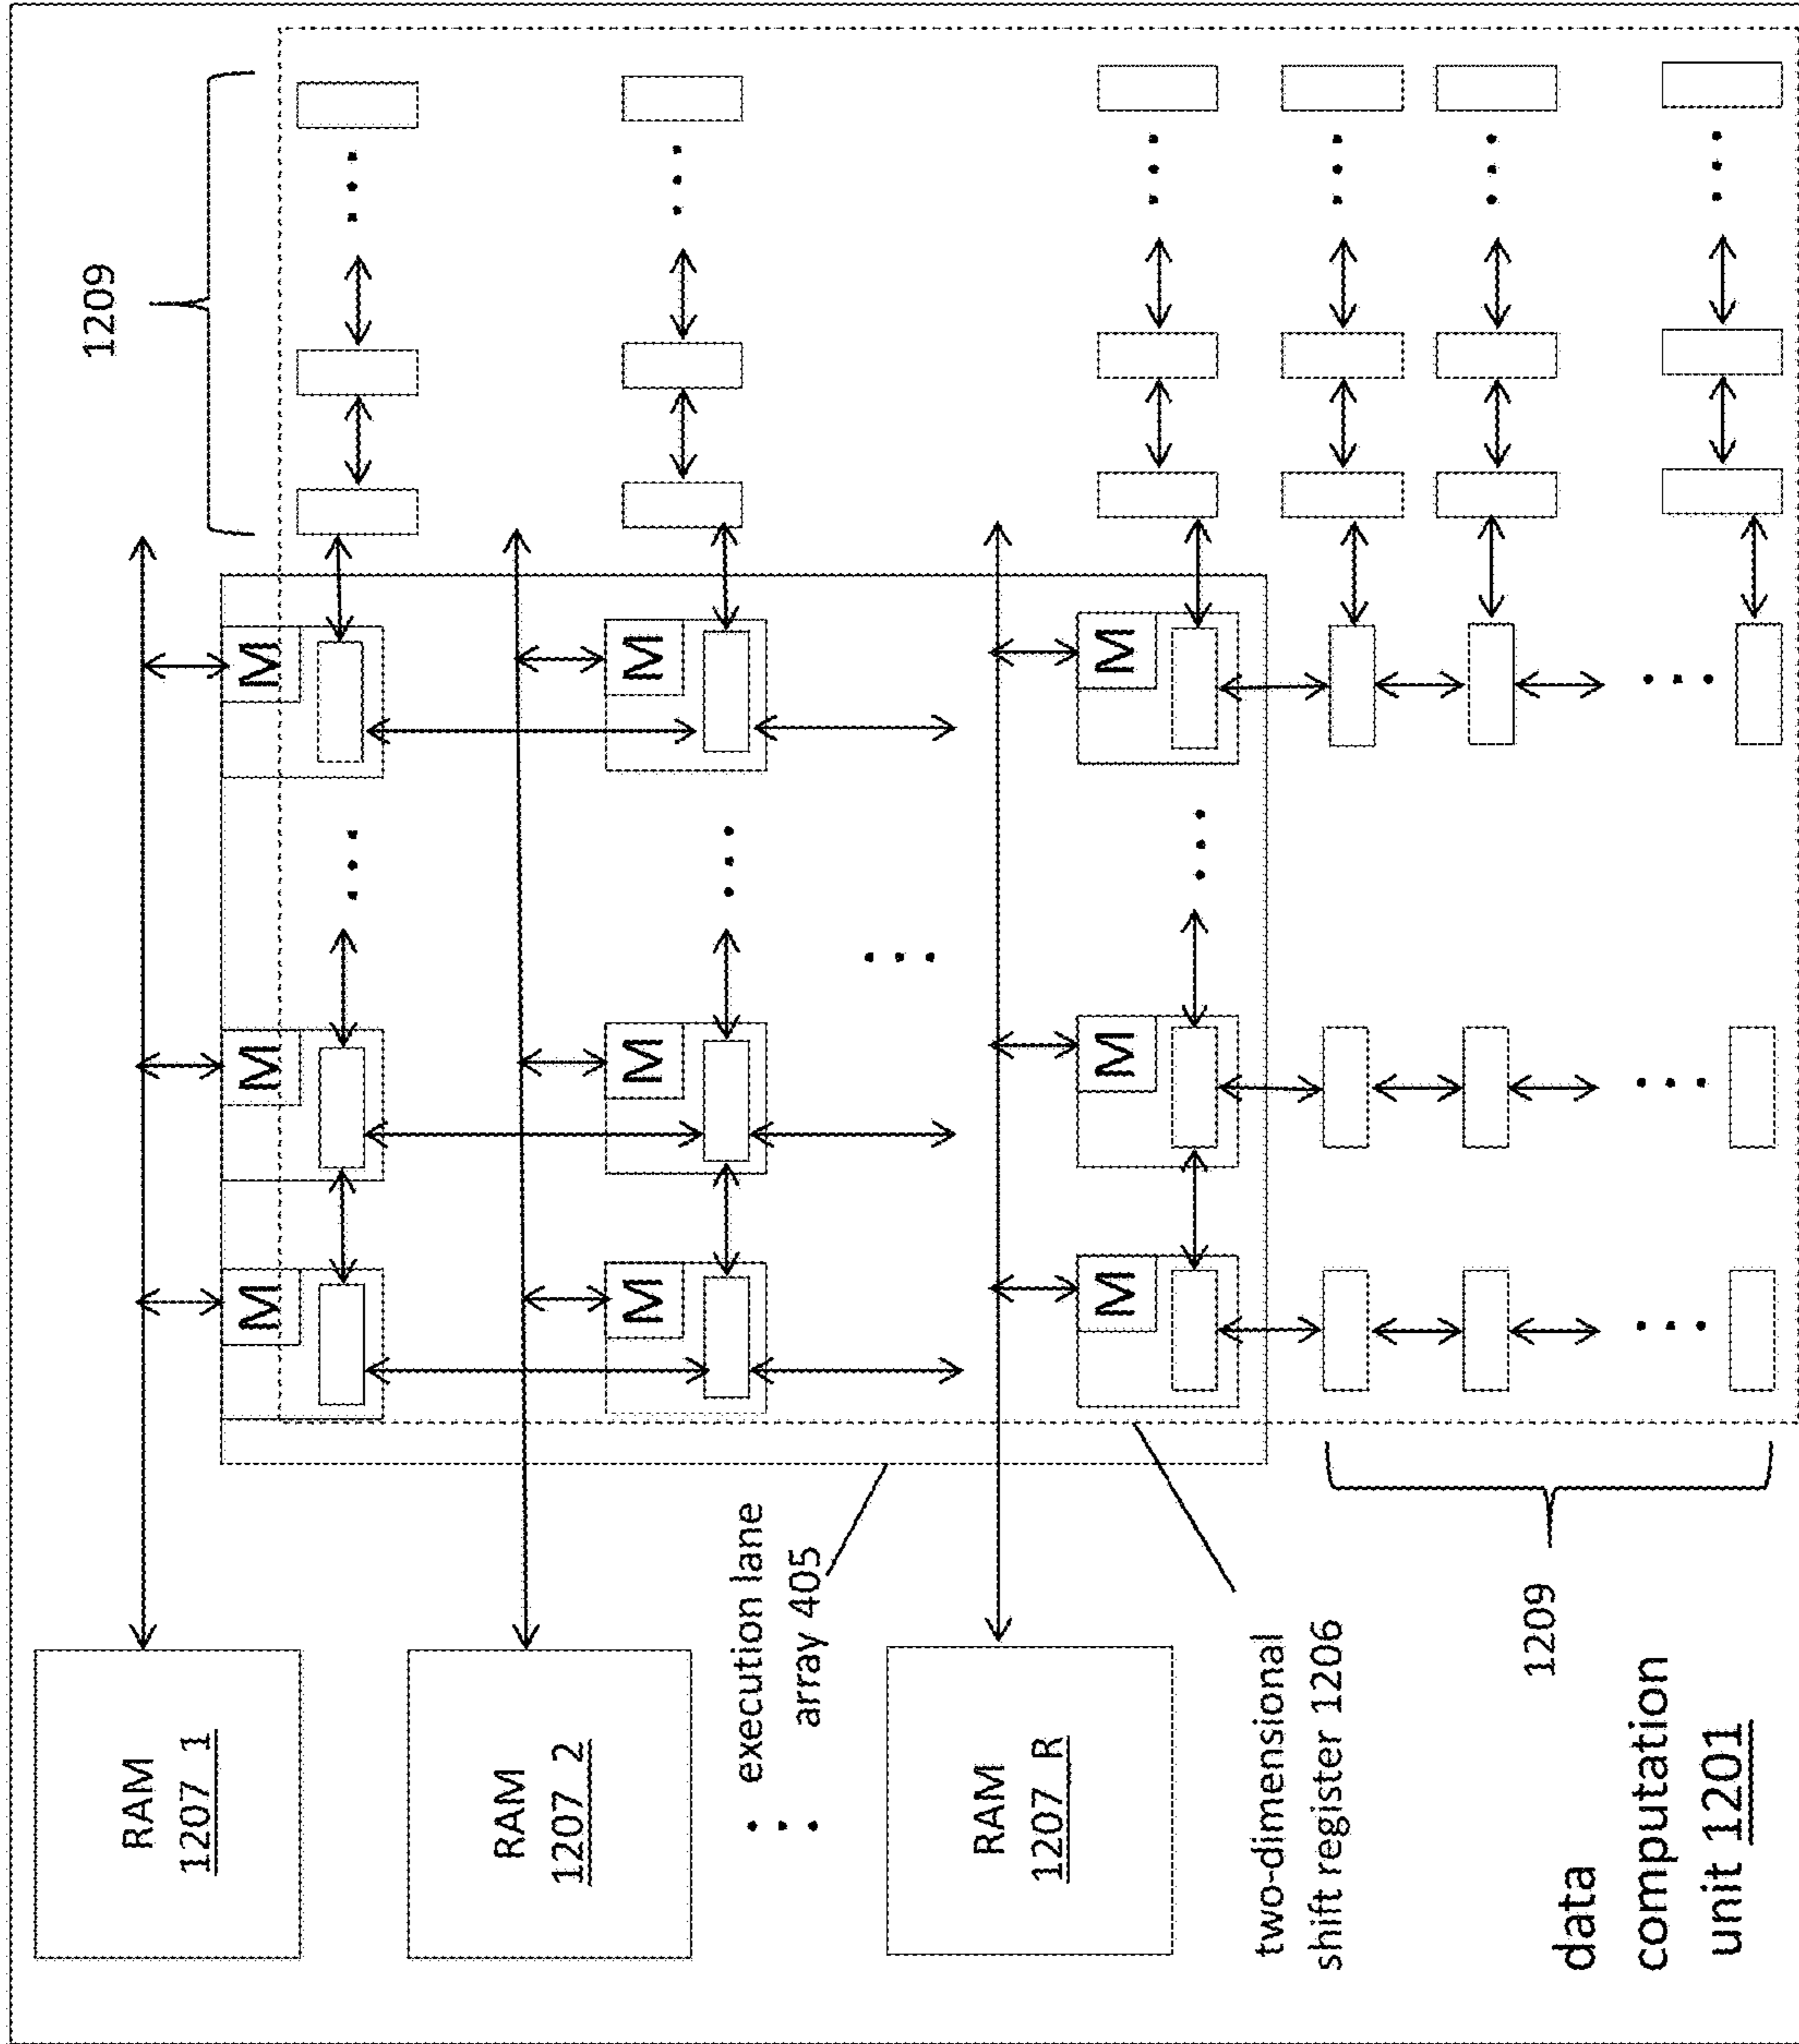 RAM
1207_1
RAM
1207_2
execution lane
array 405
RAM
1207_R
two-dimensional
shift register 1206
data
computation
unit 1201
1209
1209
M
M
M
M
M
M
M
M
M